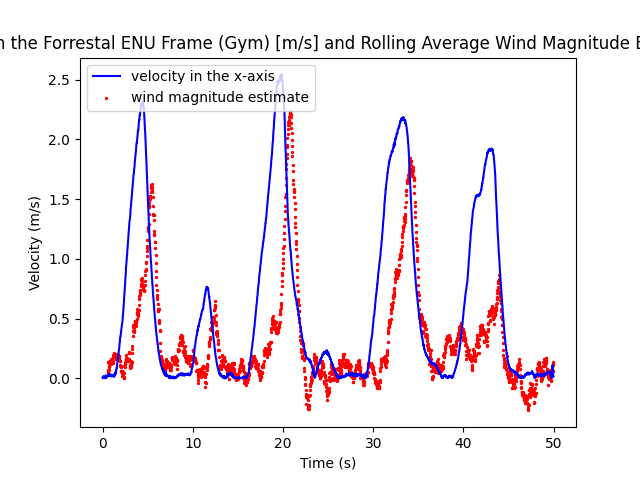 the Forrestal ENU Frame (Gym) [m/s] and Rolling Average Wind Magnitude
velocity in the x-axis
wind magnitude estimate
Velocity (m/s)
2.5
2.0
1.5
1.0
0.5
0.0
0
10
20
30
40
50
Time (s)